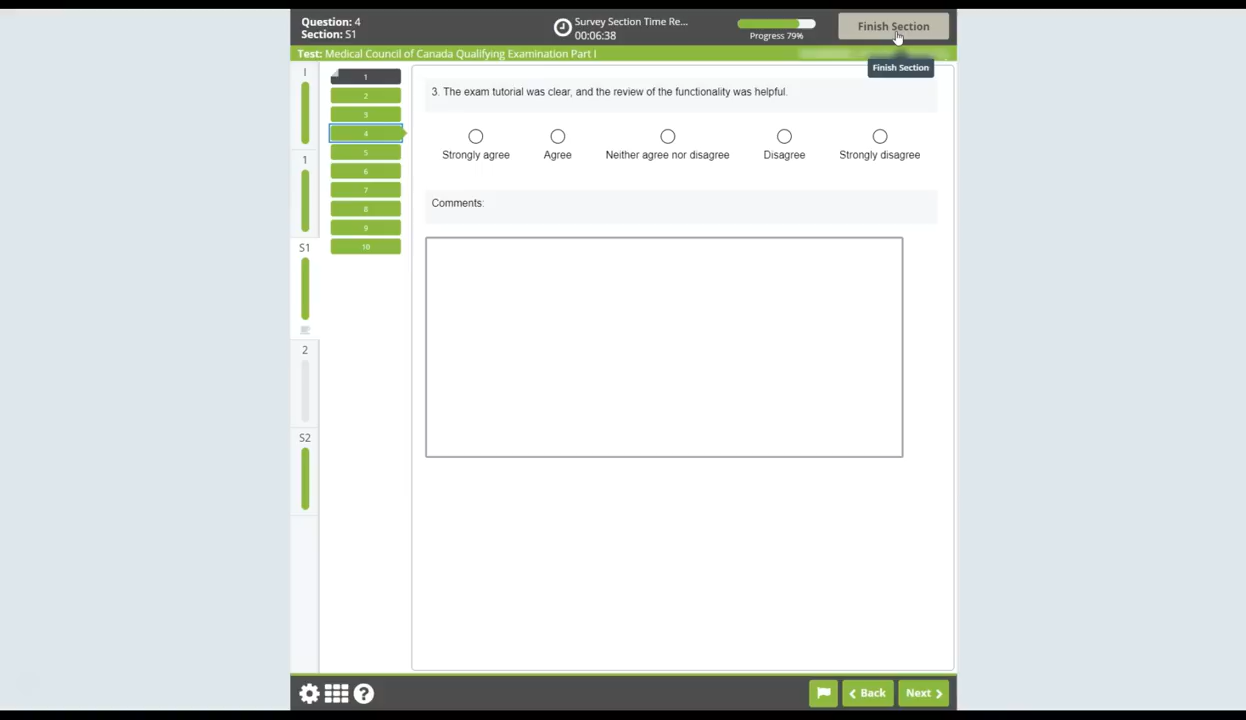 Question: 4
Section: S1
Survey Section Time Re...
00:06:38
Progress 79%
Finish Section
Test: Medical Council of Canada Qualifying Examination Part I
Finish Section
I
1
S1
2
S2
1
2
3
4
5
6
7
8
9
10
3. The exam tutorial was clear, and the review of the functionality was helpful.
Strongly agree
Agree
Neither agree nor disagree
Disagree
Strongly disagree
Comments:
?
Back
Next